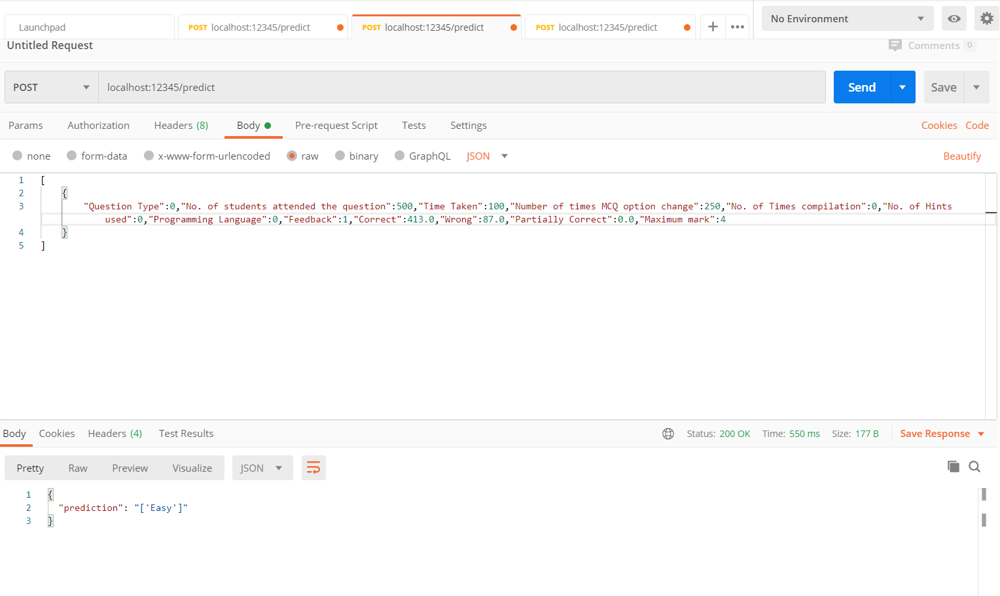 Launchpad
POST localhost:12345/predict
POST localhost:12345/predict
POST localhost:12345/predict
No Environment
Untitled Request
Comments 0
POST
localhost:12345/predict
Send
Save
Params Authorization Headers (8) Body Pre-request Script Tests Settings
Cookies Code
none form-data x-www-form-urlencoded raw binary GraphQL JSON
Beautify
1 [
2 {
3 "Question Type":0,"No. of students attended the question":500,"Time Taken":100,"Number of times MCQ option change":250,"No. of Times compilation":0,"No. of Hints
used":0,"Programming Language":0,"Feedback":1,"Correct":413.0,"Wrong":87.0,"Partially Correct":0.0,"Maximum mark":4
4 }
5 ]
Body Cookies Headers (4) Test Results
Status: 200 OK Time: 550 ms Size: 177 B
Save Response
Pretty Raw Preview Visualize JSON
1 {
2 "prediction": "['Easy']"
3 }